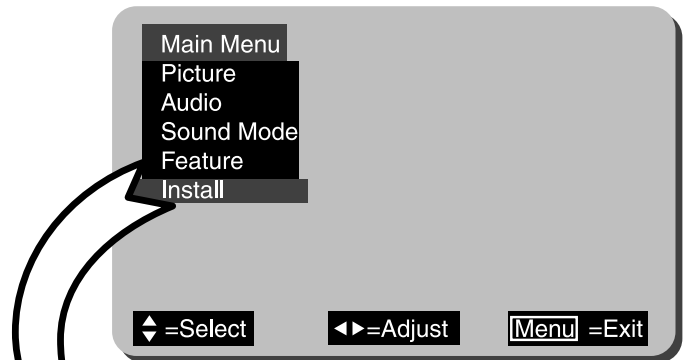 Main Menu
Picture
Audio
Sound Mode
Feature
Install
=Select
=Adjust
Menu =Exit